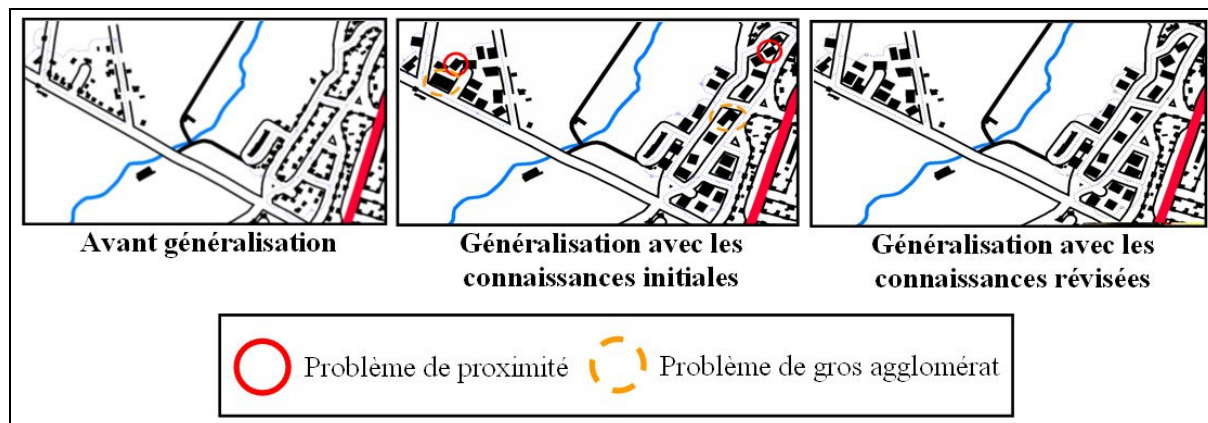 Avant généralisation
Généralisation avec les
connaissances initiales
Généralisation avec les
connaissances révisées
Problème de proximité
Problème de gros agglomérat